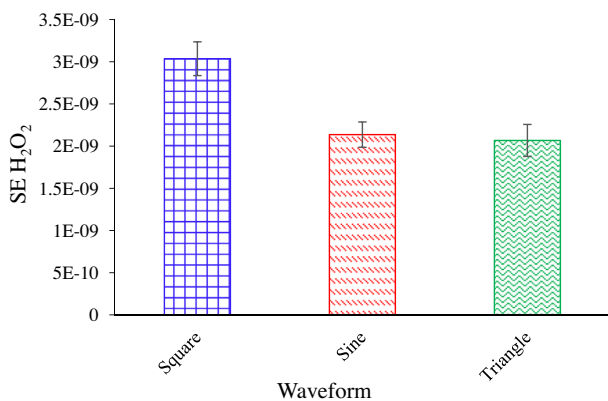 3.5E-09
3E-09
2.5E-09
2E-09
1.5E-09
1E-09
5E-10
0
SE H₂O₂
Square
Sine
Triangle
Waveform